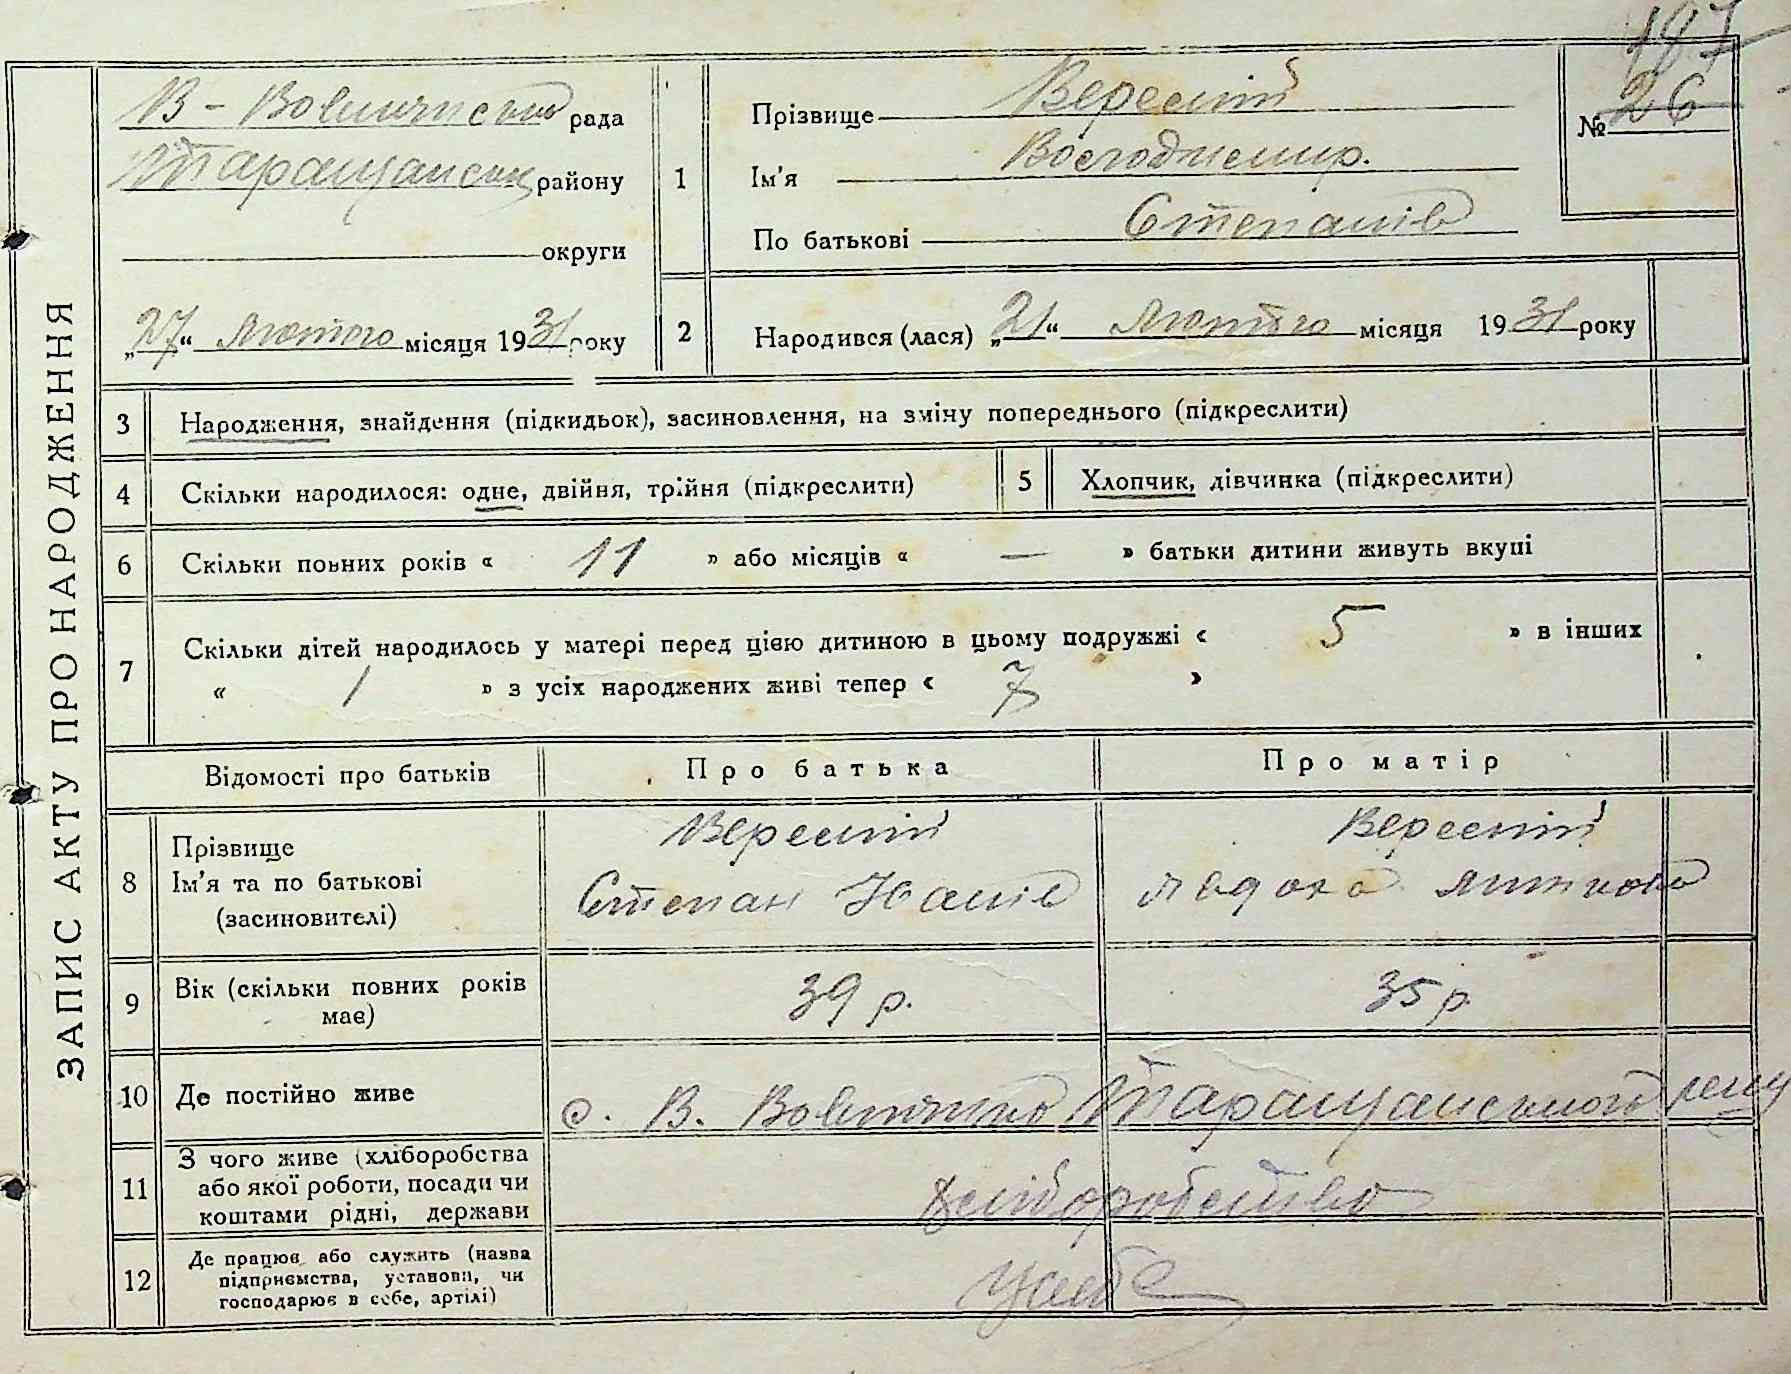 187
ЗАПИС АКТУ ПРО НАРОДЖЕННЯ
В-Вовнянська рада
Таращанськ району
округи
„27“ лютого місяця 1931 року
1
Прізвище Вересній
Ім'я Володимир.
По батькові Степанів
№ 26
2 Народився (лася) „21“ лютого місяця 1931 року
3 Народження, знайдення (підкидьок), засиновлення, на зміну попереднього (підкреслити)
4 Скільки народилося: одне, двійня, трійня (підкреслити)
5 Хлопчик, дівчинка (підкреслити)
6 Скільки повних років « 11 » або місяців « — » батьки дитини живуть вкупі
7 Скільки дітей народилось у матері перед цією дитиною в цьому подружжі « 5 » в інших
« 1 » з усіх народжених живі тепер « 7 »
Відомості про батьків Про батька Про матір
8 Прізвище
Ім'я та по батькові
(засиновителі)
Вересній
Степан Іванів
Вересній
Явдоха
9 Вік (скільки повних років має)
39 р. 35 р.
10 Де постійно живе
с. В. Таращанського
11 З чого живе (хліборобства
або якої роботи, посади чи
коштами рідні, держави
хліборобство
12 Де працює або служить (назва
підприємства, установи, чи
господарює в себе, артілі)